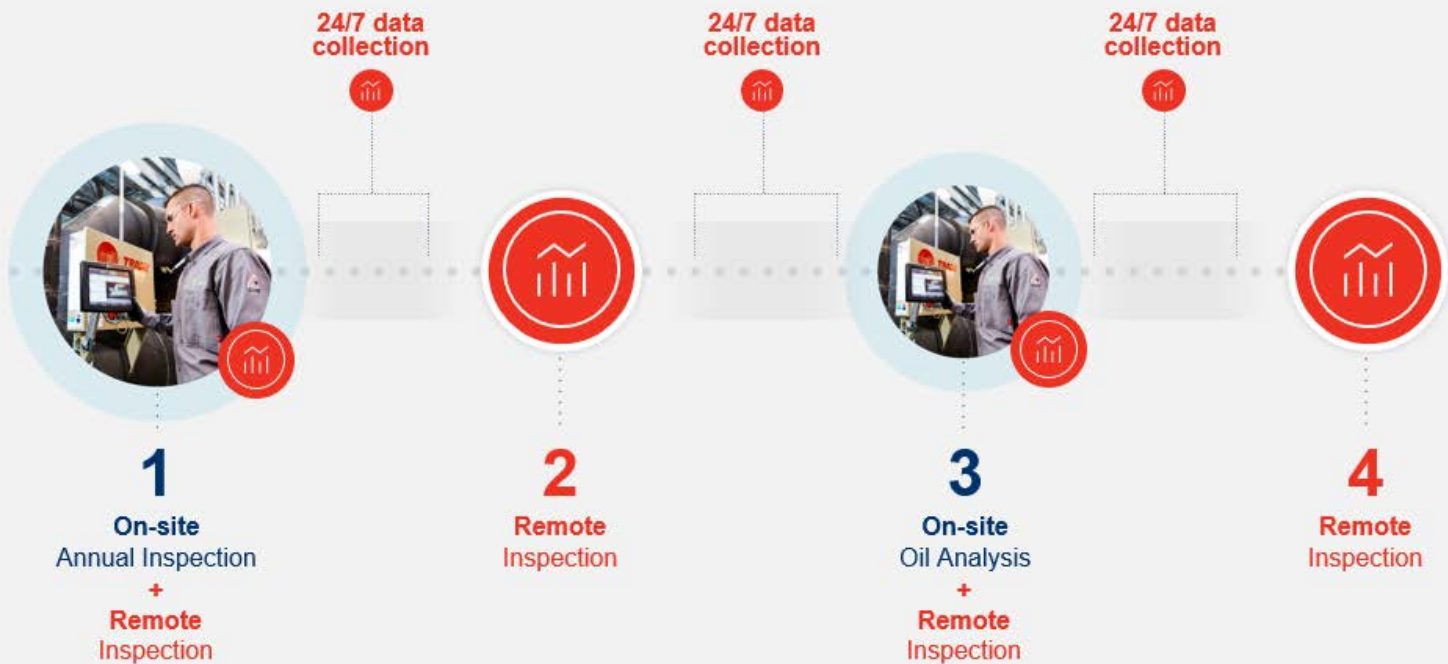 24/7 data
collection
24/7 data
collection
24/7 data
collection
TRANE
1
On-site
Annual Inspection
+
Remote
Inspection
2
Remote
Inspection
3
On-site
Oil Analysis
+
Remote
Inspection
4
Remote
Inspection